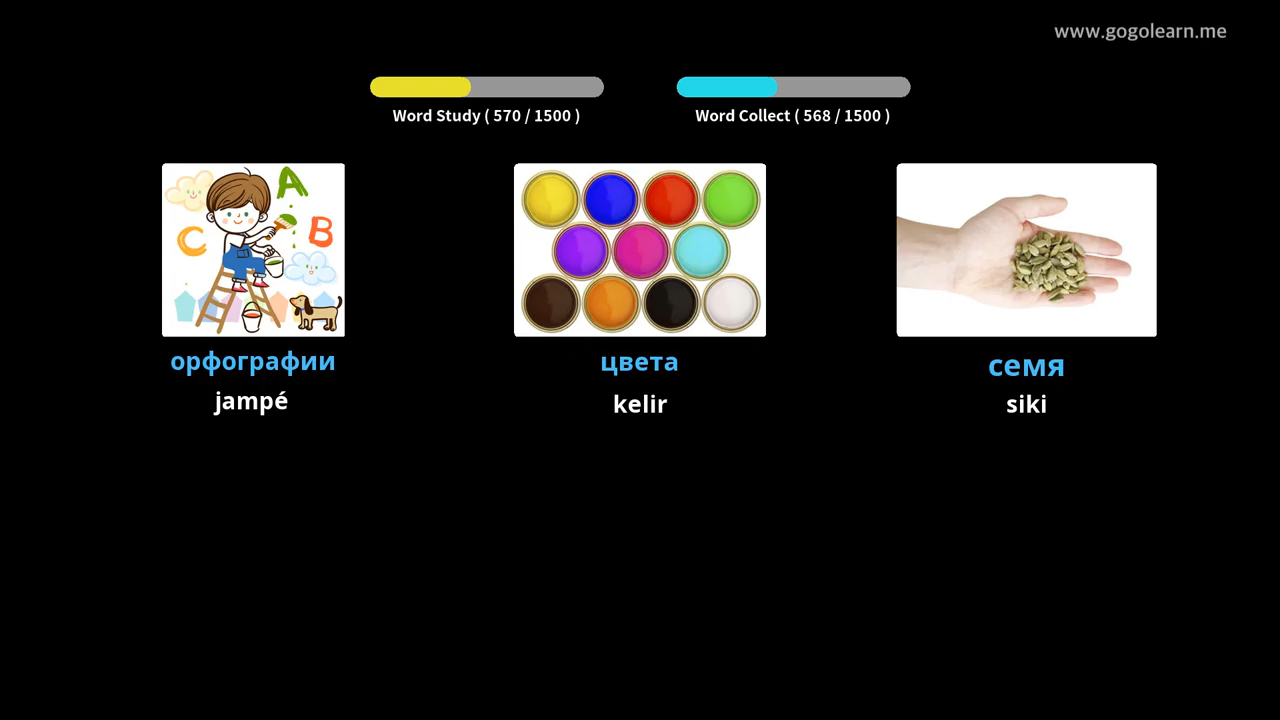 www.gogolearn.me
Word Study ( 570 / 1500 )
Word Collect ( 568 / 1500 )
A
B
C
орфографии
jampé
цвета
kelir
семя
siki